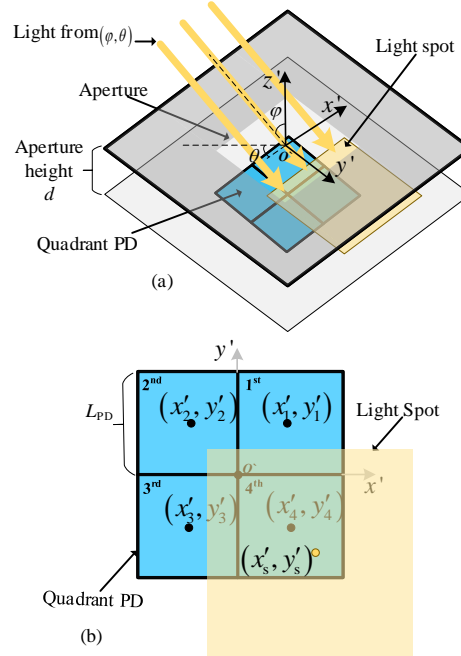 Light from(φ,θ)
Light spot
z'
Aperture
x'
φ
Aperture
height
d
θ
o'
y'
Quadrant PD
(a)
y'
2nd
1st
(x′2, y′2)
(x′1, y′1)
LPD
Light Spot
o'
x'
3rd
4th
(x′3, y′3)
(x′4, y′4)
(x′s, y′s)
Quadrant PD
(b)